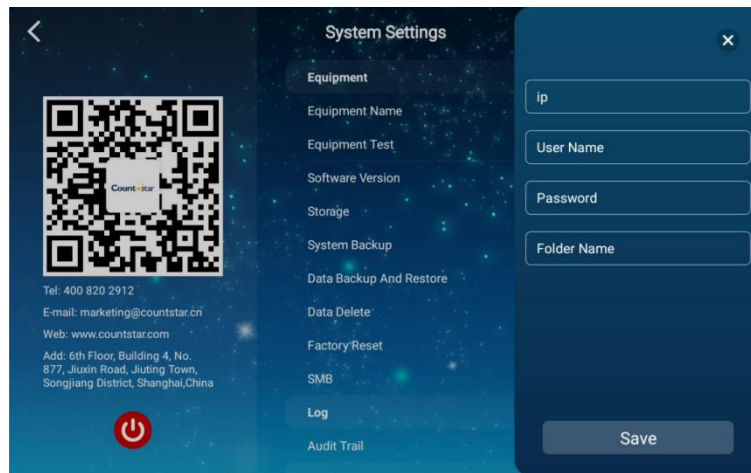 System Settings
Countstar
Tel: 400 820 2912
E-mail: marketing@countstar.cn
Web: www.countstar.com
Add: 6th Floor, Building 4, No.
877, Jiuxin Road, Jiuting Town,
Songjiang District, Shanghai,China
Equipment
Equipment Name
Equipment Test
Software Version
Storage
System Backup
Data Backup And Restore
Data Delete
Factory Reset
SMB
Log
Audit Trail
ip
User Name
Password
Folder Name
Save